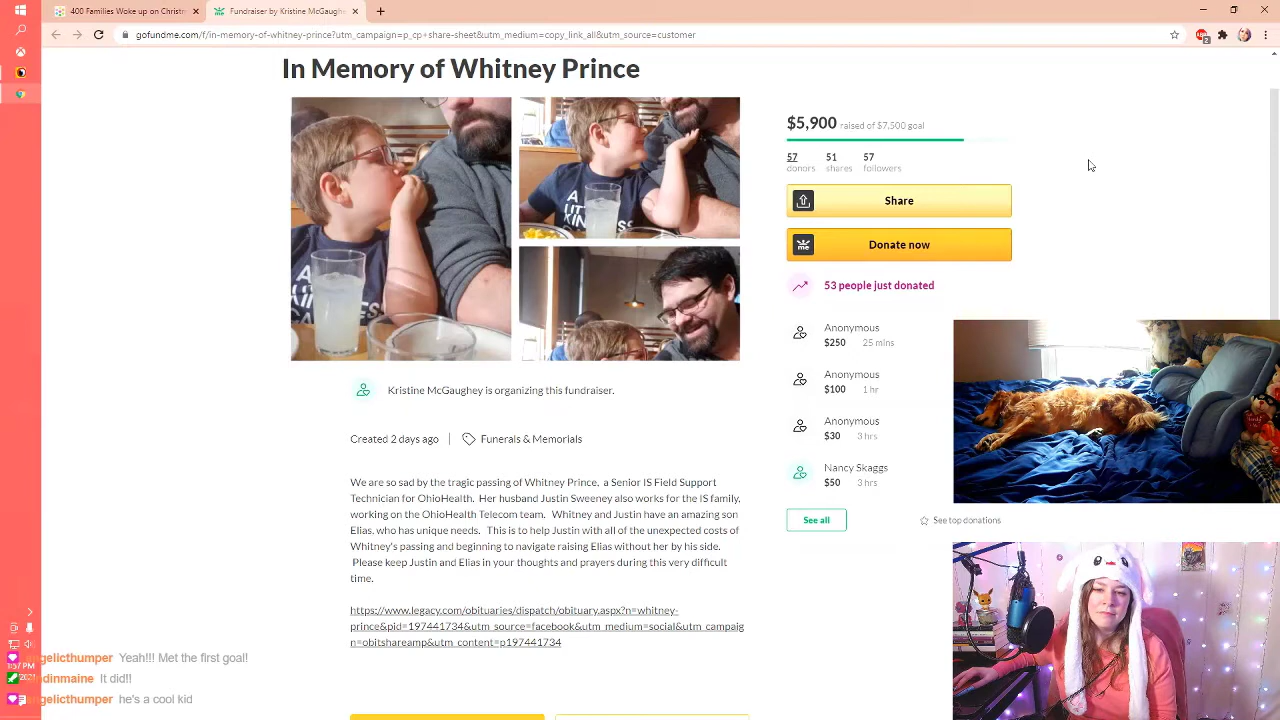 400 Families Woke up on Christm
Fundraiser by Kristine McGaughe
gofundme.com/f/in-memory-of-whitney-prince?utm_campaign=p_cp+share-sheet&utm_medium=copy_link_all&utm_source=customer
In Memory of Whitney Prince
$5,900 raised of $7,500 goal
57 51 57
donors shares followers
Share
Donate now
53 people just donated
Anonymous
$250 25 mins
Anonymous
$100 1 hr
Anonymous
$30 3 hrs
Nancy Skaggs
$50 3 hrs
See all
See top donations
Kristine McGaughey is organizing this fundraiser.
Created 2 days ago
Funerals & Memorials
We are so sad by the tragic passing of Whitney Prince, a Senior IS Field Support
Technician for OhioHealth. Her husband Justin Sweeney also works for the IS family,
working on the OhioHealth Telecom team. Whitney and Justin have an amazing son
Elias, who has unique needs. This is to help Justin with all of the unexpected costs of
Whitney's passing and beginning to navigate raising Elias without her by his side.
Please keep Justin and Elias in your thoughts and prayers during this very difficult
time.
https://www.legacy.com/obituaries/dispatch/obituary.aspx?n=whitney-
prince&pid=197441734&utm_source=facebook&utm_medium=social&utm_campaig
n=obitshareamp&utm_content=p197441734
ngelicthumper Yeah!!! Met the first goal!
ndinmaine It did!!
ngelicthumper he's a cool kid